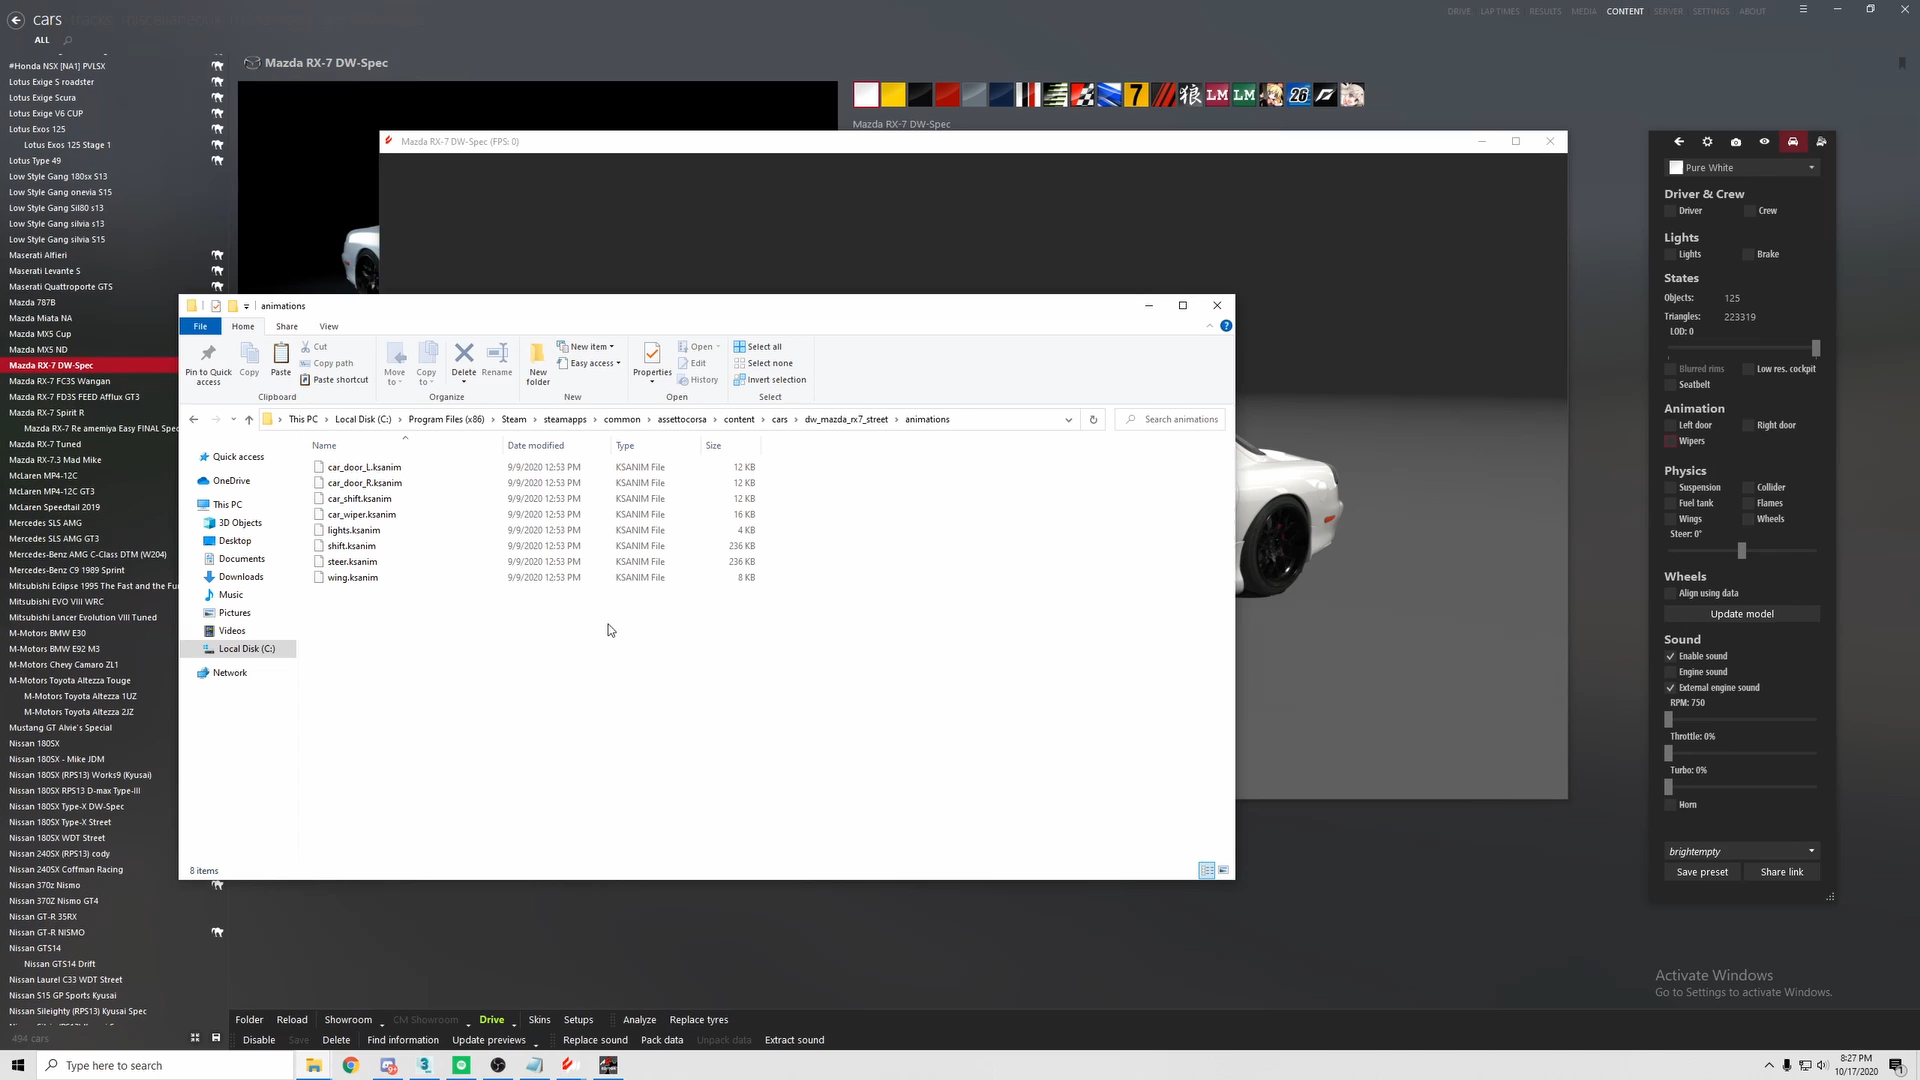 cars
DRIVE LAP TIMES RESULTS MEDIA CONTENT SERVER SETTINGS ABOUT
ALL
#Honda NSX [NA1] PVLSX
Lotus Exige S roadster
Lotus Exige Scura
Lotus Exige V6 CUP
Lotus Exos 125
Lotus Exos 125 Stage 1
Lotus Type 49
Low Style Gang 180sx S13
Low Style Gang onevia S15
Low Style Gang Sil80 s13
Low Style Gang silvia s13
Low Style Gang silvia S15
Maserati Alfieri
Maserati Levante S
Maserati Quattroporte GTS
Mazda 787B
Mazda Miata NA
Mazda MX5 Cup
Mazda MX5 ND
Mazda RX-7 DW-Spec
Mazda RX-7 FC3S Wangan
Mazda RX-7 FD3S FEED Afflux GT3
Mazda RX-7 Spirit R
Mazda RX-7 Re amemiya Easy FINAL Spec
Mazda RX-7 Tuned
Mazda RX-7.3 Mad Mike
McLaren MP4-12C
McLaren MP4-12C GT3
McLaren Speedtail 2019
Mercedes SLS AMG
Mercedes SLS AMG GT3
Mercedes-Benz AMG C-Class DTM (W204)
Mercedes-Benz C9 1989 Sprint
Mitsubishi Eclipse 1995 The Fast and the Fu
Mitsubishi EVO VIII WRC
Mitsubishi Lancer Evolution VIII Tuned
M-Motors BMW E30
M-Motors BMW E92 M3
M-Motors Chevy Camaro ZL1
M-Motors Toyota Altezza Touge
M-Motors Toyota Altezza 1UZ
M-Motors Toyota Altezza 2JZ
Mustang GT Alvie's Special
Nissan 180SX
Nissan 180SX - Mike JDM
Nissan 180SX (RPS13) Works9 (Kyusai)
Nissan 180SX RPS13 D-max Type-III
Nissan 180SX Type-X DW-Spec
Nissan 180SX Type-X Street
Nissan 180SX WDT Street
Nissan 240SX (RPS13) cody
Nissan 240SX Coffman Racing
Nissan 370z Nismo
Nissan 370Z Nismo GT4
Nissan GT-R 35RX
Nissan GT-R NISMO
Nissan GTS14
Nissan GTS14 Drift
Nissan Laurel C33 WDT Street
Nissan S15 GP Sports Kyusai
Nissan Sileighty (RPS13) Kyusai Spec
494 cars
Mazda RX-7 DW-Spec
7 狼 LM LM 26
Mazda RX-7 DW-Spec
Mazda RX-7 DW-Spec (FPS: 0)
animations
File Home Share View
Pin to Quick access
Copy
Paste
Cut
Copy path
Paste shortcut
Clipboard
Move to
Copy to
Delete
Rename
Organize
New folder
New item
Easy access
New
Properties
Open
Edit
History
Open
Select all
Select none
Invert selection
Select
This PC > Local Disk (C:) > Program Files (x86) > Steam > steamapps > common > assettocorsa > content > cars > dw_mazda_rx7_street > animations
Search animations
Quick access
OneDrive
This PC
3D Objects
Desktop
Documents
Downloads
Music
Pictures
Videos
Local Disk (C:)
Network
Name Date modified Type Size
car_door_L.ksanim 9/9/2020 12:53 PM KSANIM File 12 KB
car_door_R.ksanim 9/9/2020 12:53 PM KSANIM File 12 KB
car_shift.ksanim 9/9/2020 12:53 PM KSANIM File 12 KB
car_wiper.ksanim 9/9/2020 12:53 PM KSANIM File 16 KB
lights.ksanim 9/9/2020 12:53 PM KSANIM File 4 KB
shift.ksanim 9/9/2020 12:53 PM KSANIM File 236 KB
steer.ksanim 9/9/2020 12:53 PM KSANIM File 236 KB
wing.ksanim 9/9/2020 12:53 PM KSANIM File 8 KB
8 items
Pure White
Driver & Crew
Driver Crew
Lights
Lights Brake
States
Objects: 125
Triangles: 223319
LOD: 0
Blurred rims Low res. cockpit
Seatbelt
Animation
Left door Right door
Wipers
Physics
Suspension Collider
Fuel tank Flames
Wings Wheels
Steer: 0°
Wheels
Align using data
Update model
Sound
Enable sound
Engine sound
External engine sound
RPM: 750
Throttle: 0%
Turbo: 0%
Horn
brightempty
Save preset Share link
Activate Windows
Go to Settings to activate Windows.
Folder Reload Showroom CM Showroom Drive Skins Setups Analyze Replace tyres
Disable Save Delete Find information Update previews Replace sound Pack data Unpack data Extract sound
Type here to search
8:27 PM
10/17/2020